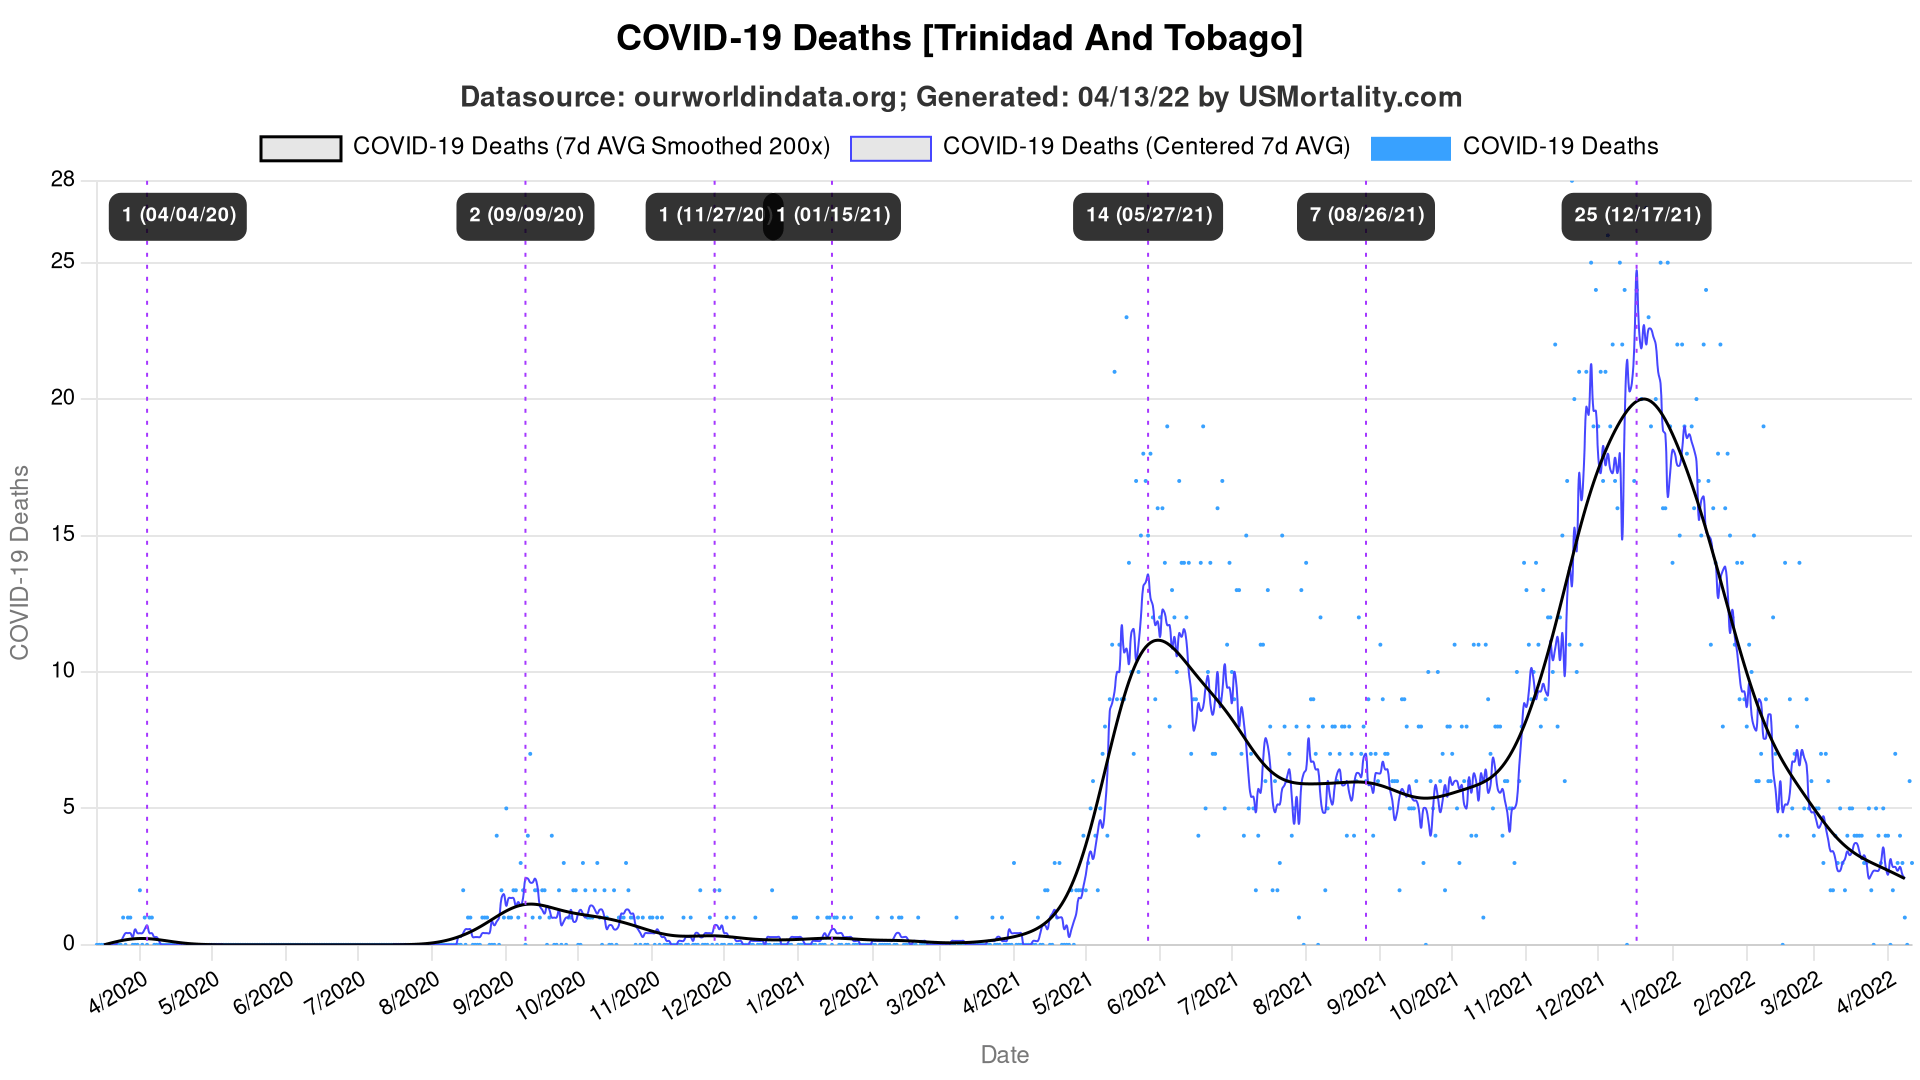 COVID-19 Deaths [Trinidad And Tobago]
Datasource: ourworldindata.org; Generated: 04/13/22 by USMortality.com
COVID-19 Deaths (7d AVG Smoothed 200x) COVID-19 Deaths (Centered 7d AVG) COVID-19 Deaths
28
1 (04/04/20) 2 (09/09/20) 1 (11/27/20) 1 (01/15/21) 14 (05/27/21) 7 (08/26/21) 25 (12/17/21)
25
20
15
10
5
0
COVID-19 Deaths
4/2020 5/2020 6/2020 7/2020 8/2020 9/2020 10/2020 11/2020 12/2020 1/2021 2/2021 3/2021 4/2021 5/2021 6/2021 7/2021 8/2021 9/2021 10/2021 11/2021 12/2021 1/2022 2/2022 3/2022 4/2022
Date